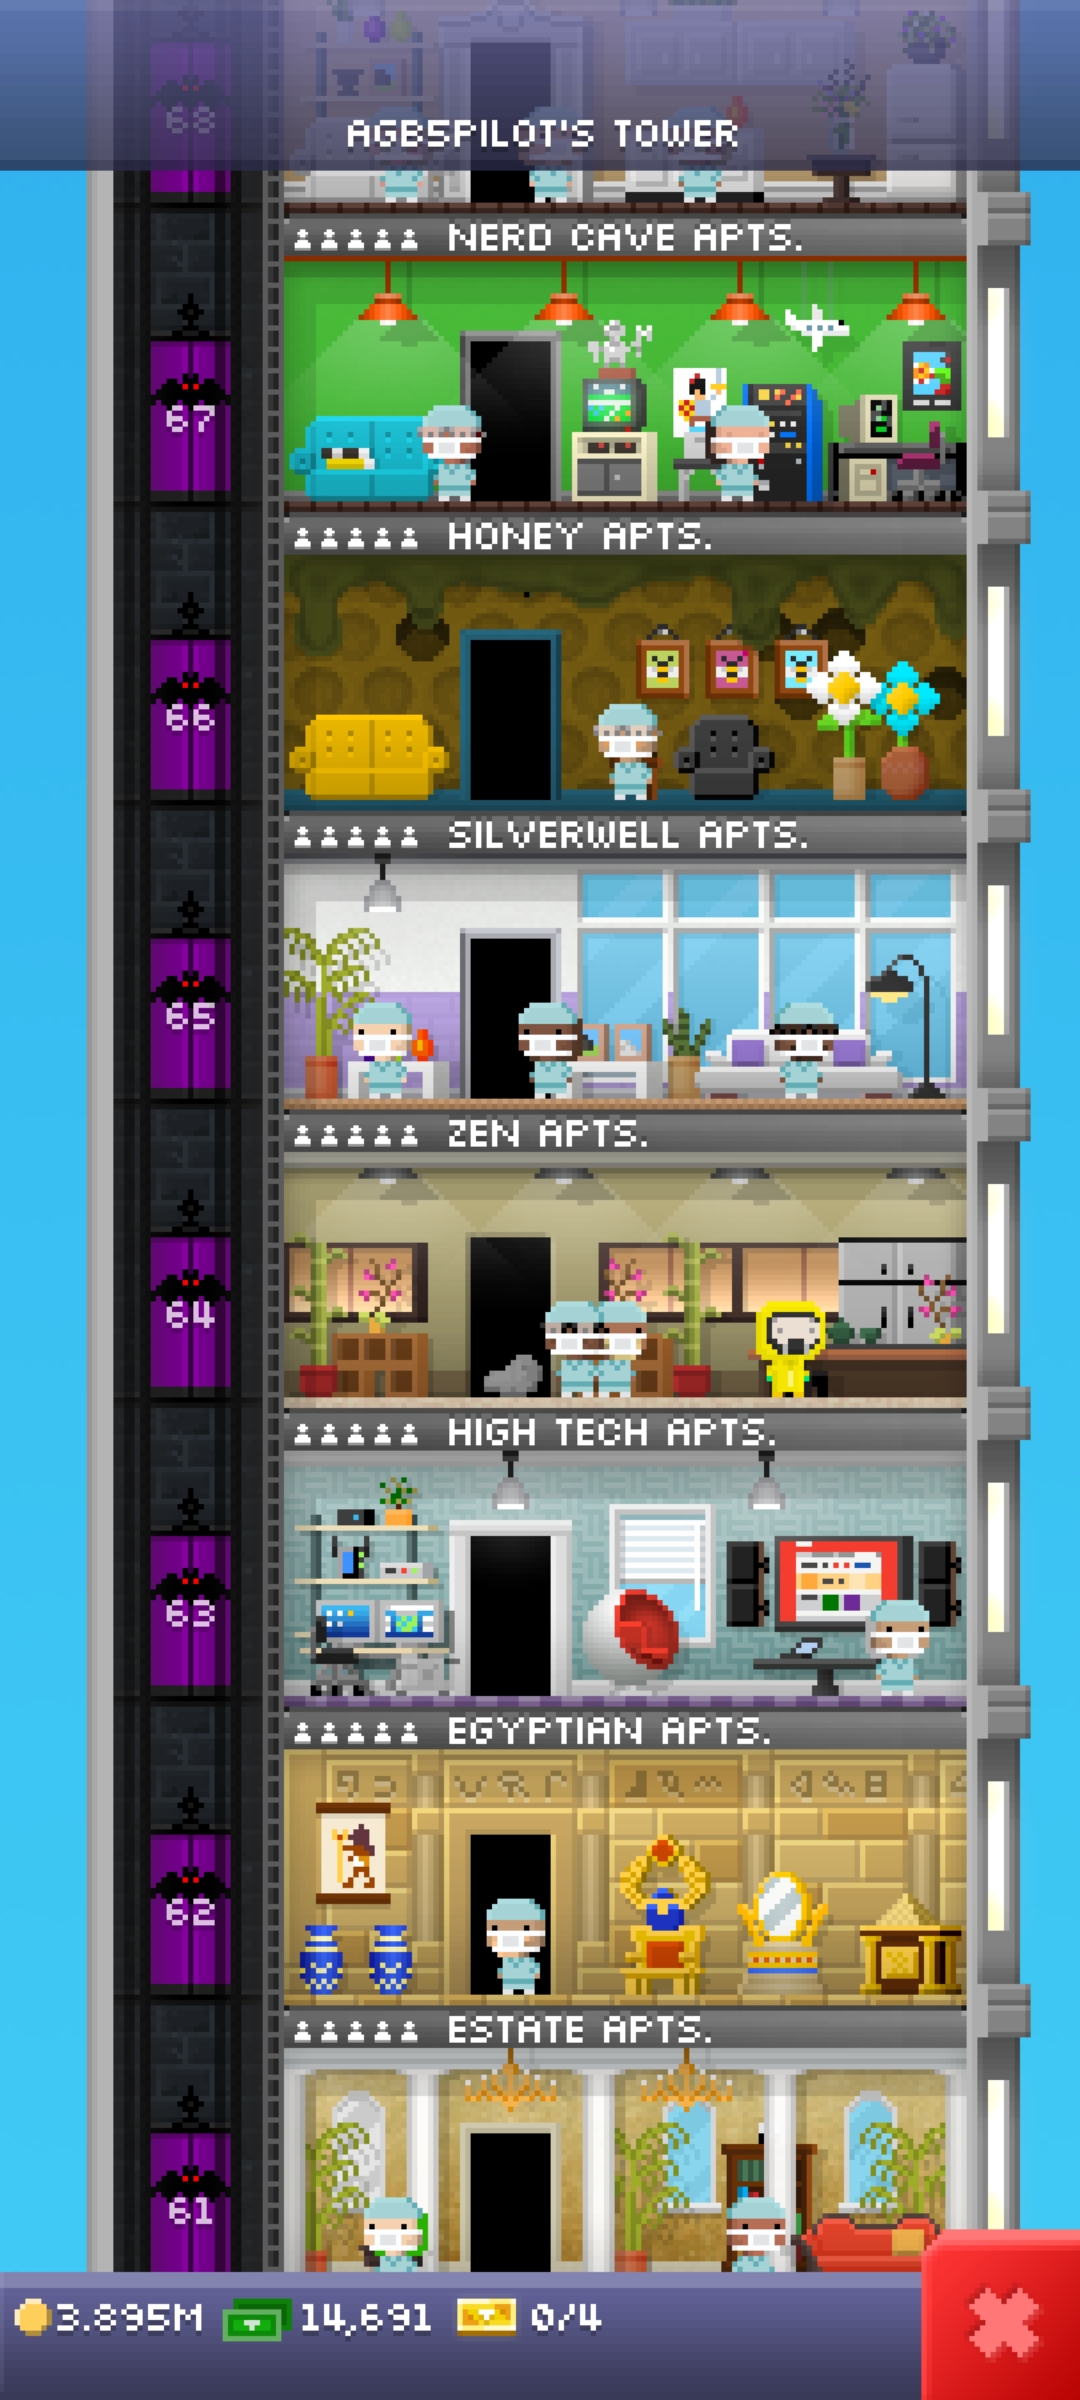 68
AGB5PILOT'S TOWER
NERD CAVE APTS.
67
HONEY APTS.
66
SILVERWELL APTS.
65
ZEN APTS.
64
HIGH TECH APTS.
63
EGYPTIAN APTS.
62
ESTATE APTS.
61
3.895M 14,691 0/4